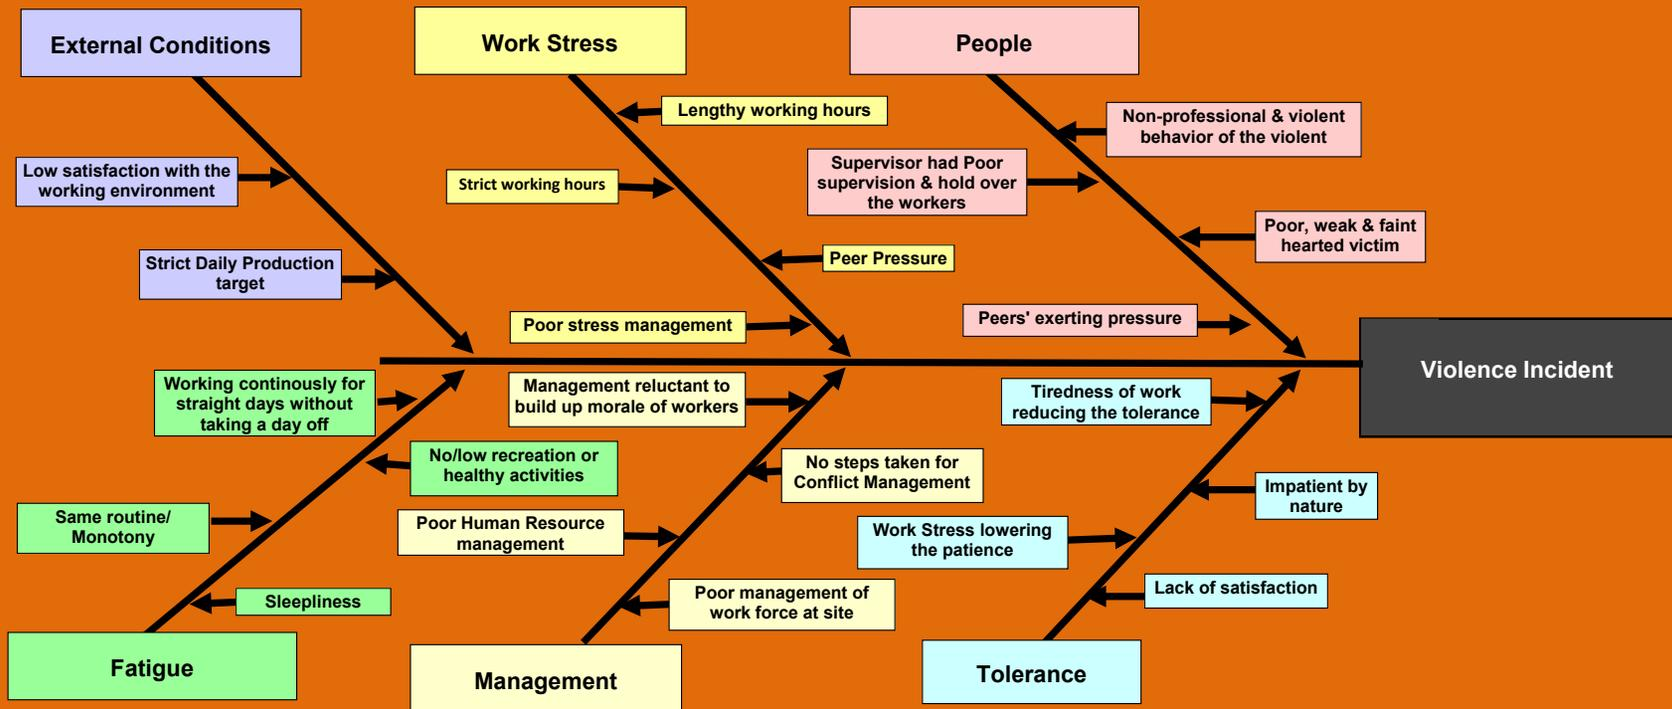 External Conditions
Work Stress
People
Lengthy working hours
Non-professional & violent
behavior of the violent
Low satisfaction with the
working environment
Strict working hours
Supervisor had Poor
supervision & hold over
the workers
Poor, weak & faint
hearted victim
Strict Daily Production
target
Peer Pressure
Poor stress management
Peers' exerting pressure
Violence Incident
Working continously for
straight days without
taking a day off
Management reluctant to
build up morale of workers
Tiredness of work
reducing the tolerance
No/low recreation or
healthy activities
No steps taken for
Conflict Management
Impatient by
nature
Same routine/
Monotony
Poor Human Resource
management
Work Stress lowering
the patience
Sleepliness
Poor management of
work force at site
Lack of satisfaction
Fatigue
Management
Tolerance